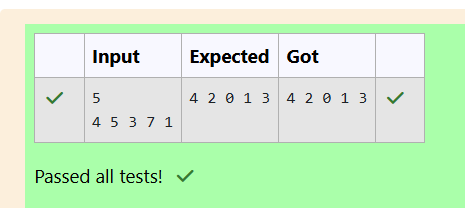 Input Expected Got
5 4 2 0 1 3 4 2 0 1 3
4 5 3 7 1
Passed all tests!